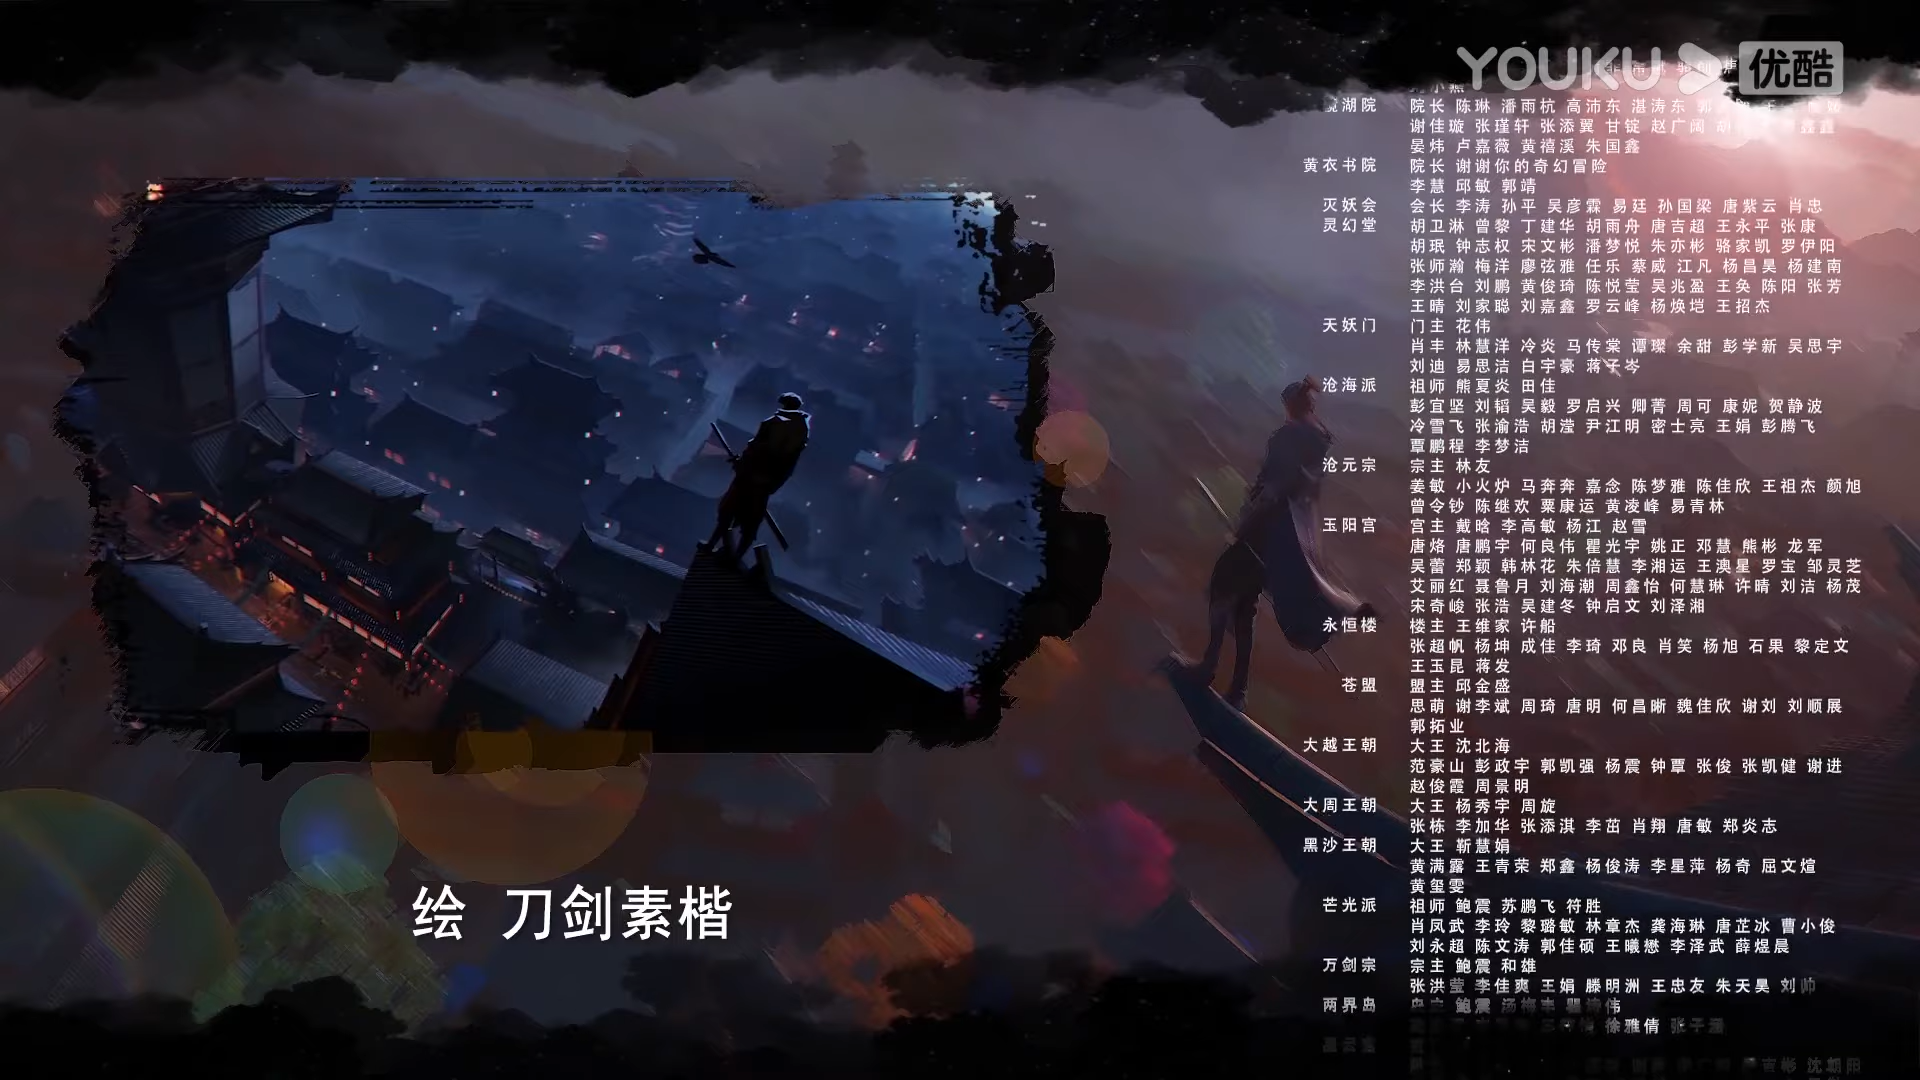 YOUKU 优酷
湖院 院长 陈琳 潘雨杭 高沛东 湛涛东
谢佳璇 张瑾轩 张添翼 甘锭 赵广阔
晏炜 卢嘉薇 黄禧溪 朱国鑫
黄衣书院 院长 谢谢你的奇幻冒险
李慧 邱敏 郭靖
灭妖会 会长 李涛 孙平 吴彦霖 易廷 孙国梁 唐紫云 肖忠
灵幻堂 胡卫淋 曾黎 丁建华 胡雨舟 唐吉超 王永平 张康
胡珉 钟志权 宋文彬 潘梦悦 朱亦彬 骆家凯 罗伊阳
张师瀚 梅洋 廖弦雅 任乐 蔡威 江凡 杨昌昊 杨建南
李洪台 刘鹏 黄俊琦 陈悦莹 吴兆盈 王奂 陈阳 张芳
王晴 刘家聪 刘嘉鑫 罗云峰 杨焕垲 王招杰
天妖门 门主 花伟
肖丰 林慧洋 冷炎 马传棠 谭璨 余甜 彭学新 吴思宇
刘迪 易思洁 白宇豪 蒋子岑
沧海派 祖师 熊夏炎 田佳
彭宜坚 刘韬 吴毅 罗启兴 卿菁 周可 康妮 贺静波
冷雪飞 张渝浩 胡滢 尹江明 密士亮 王娟 彭腾飞
覃鹏程 李梦洁
沧元宗 宗主 林友
姜敏 小火炉 马奔奔 嘉念 陈梦雅 陈佳欣 王祖杰 颜旭
曾令钞 陈继欢 粟康运 黄凌峰 易青林
玉阳宫 宫主 戴晗 李高敏 杨江 赵雪
唐烙 唐鹏宇 何良伟 瞿光宇 姚正 邓慧 熊彬 龙军
吴蕾 郑颖 韩林花 朱倍慧 李湘运 王澳星 罗宝 邹灵芝
艾丽红 聂鲁月 刘海潮 周鑫怡 何慧琳 许晴 刘洁 杨茂
宋奇峻 张浩 吴建冬 钟启文 刘泽湘
永恒楼 楼主 王维家 许船
张超帆 杨坤 成佳 李琦 邓良 肖笑 杨旭 石果 黎定文
王玉昆 蒋发
苍盟 盟主 邱金盛
思萌 谢李斌 周琦 唐明 何昌晰 魏佳欣 谢刘 刘顺展
郭拓业
大越王朝 大王 沈北海
范豪山 彭政宇 郭凯强 杨震 钟覃 张俊 张凯健 谢进
赵俊霞 周景明
大周王朝 大王 杨秀宇 周旋
张栋 李加华 张添淇 李茁 肖翔 唐敏 郑炎志
黑沙王朝 大王 靳慧娟
黄满露 王青荣 郑鑫 杨俊涛 李星萍 杨奇 屈文煊
黄玺雯
芒光派 祖师 鲍震 苏鹏飞 符胜
肖凤武 李玲 黎璐敏 林章杰 龚海琳 唐芷冰 曹小俊
刘永超 陈文涛 郭佳硕 王曦懋 李泽武 薛煜晨
万剑宗 宗主 鲍震 和雄
张洪莹 李佳爽 王娟 滕明洲 王忠友 朱天昊 刘帅
两界岛 岛主 鲍震
徐雅倩
沈朝阳
绘 刀剑素楷